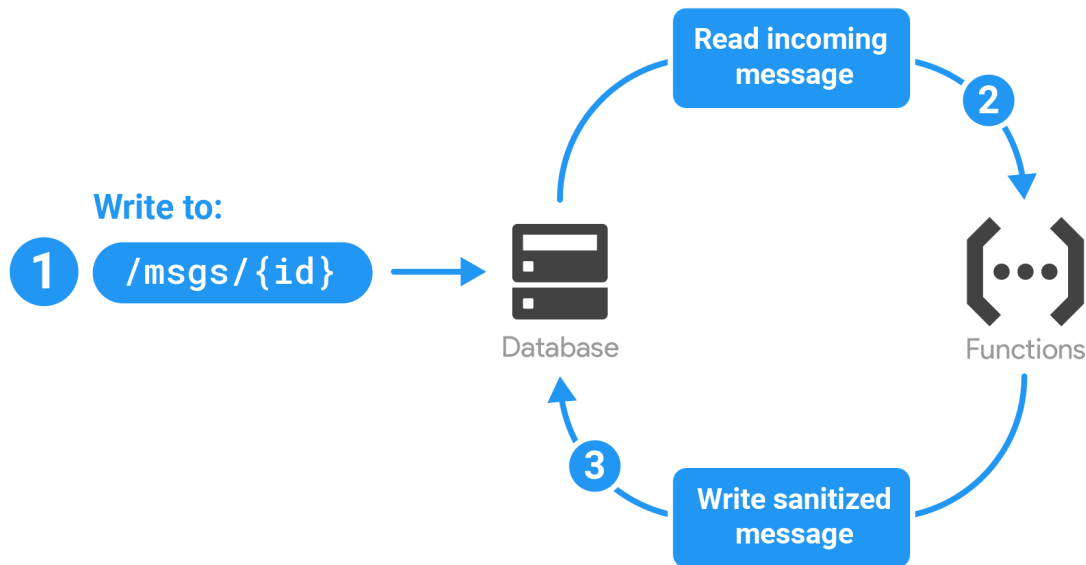 Write to:
1
/msgs/{id}
Database
Read incoming
message
2
Functions
3
Write sanitized
message